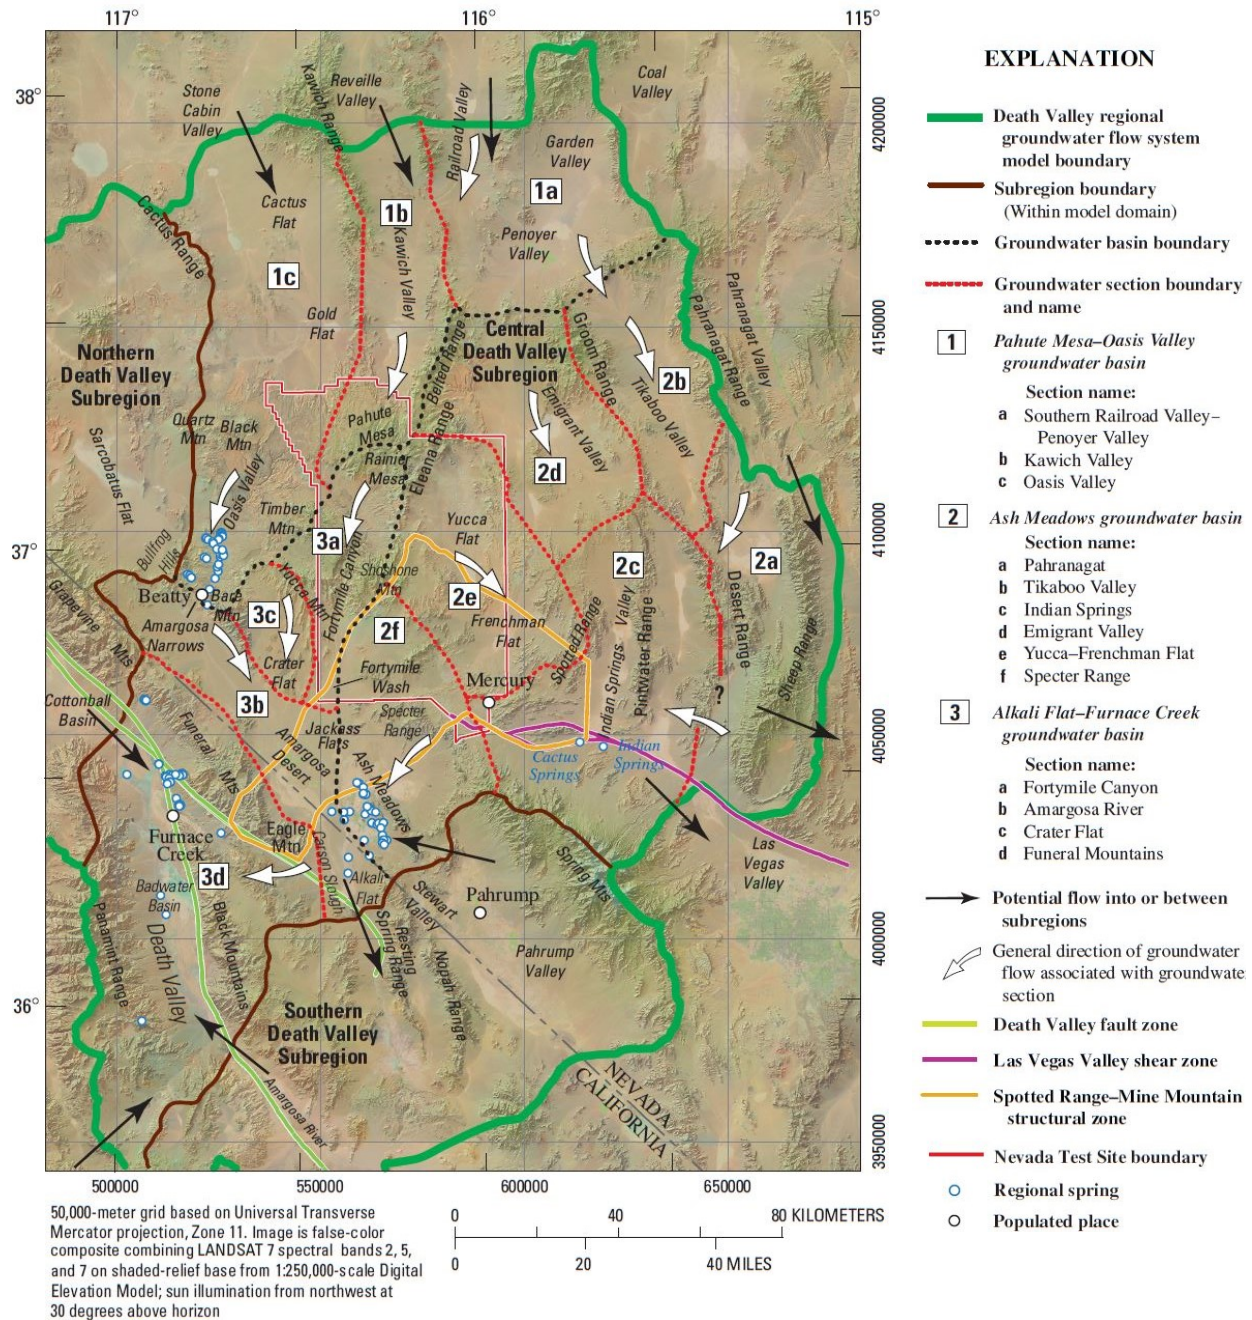 117°
116°
115°
38°
37°
36°
4200000
4150000
4100000
4050000
4000000
3950000
500000
550000
600000
650000
Stone
Cabin
Valley
Kawich Range
Reveille
Valley
Railroad Valley
Coal
Valley
Garden
Valley
1a
1b
Cactus
Flat
Cactus Range
Penoyer
Valley
1c
Kawich Valley
Gold
Flat
Northern
Death Valley
Subregion
Central
Death Valley
Subregion
Belted Range
Groom Range
Pahranagat Range
Pahranagat Valley
2b
Tikaboo Valley
Emigrant Valley
Quartz
Mtn
Black
Mtn
Pahute
Mesa
Rainier
Mesa
Eleana Range
2d
Sarcobatus Flat
Oasis Valley
Timber
Mtn
3a
Yucca
Flat
Bullfrog
Hills
Fortymile Canyon
Shoshone
Mtn
2c
2a
Grapevine
Mts
Beatty
Bare
Mtn
Yucca Mtn
3c
2e
2f
Frenchman
Flat
Desert Range
Amargosa
Narrows
Crater
Flat
Fortymile
Wash
Spotted Range
Indian Springs
Valley
Pintwater Range
Sheep Range
Mercury
?
Cottonball
Basin
3b
Funeral
Mts
Jackass
Flats
Specter
Range
Cactus
Springs
Indian
Springs
Amargosa
Desert
Ash Meadows
Furnace
Creek
Eagle
Mtn
Carson Slough
Las
Vegas
Valley
3d
Alkali
Flat
Stewart
Valley
Pahrump
Spring Mts
Badwater
Basin
Panamint Range
Death Valley
Black Mountains
Resting
Spring Range
Nopah Range
Pahrump
Valley
Southern
Death Valley
Subregion
Amargosa River
NEVADA
CALIFORNIA
50,000-meter grid based on Universal Transverse
Mercator projection, Zone 11. Image is false-color
composite combining LANDSAT 7 spectral bands 2, 5,
and 7 on shaded-relief base from 1:250,000-scale Digital
Elevation Model; sun illumination from northwest at
30 degrees above horizon
0 40 80 KILOMETERS
0 20 40 MILES
EXPLANATION
Death Valley regional
groundwater flow system
model boundary
Subregion boundary
(Within model domain)
Groundwater basin boundary
Groundwater section boundary
and name
1 Pahute Mesa–Oasis Valley
groundwater basin
Section name:
a Southern Railroad Valley–
Penoyer Valley
b Kawich Valley
c Oasis Valley
2 Ash Meadows groundwater basin
Section name:
a Pahranagat
b Tikaboo Valley
c Indian Springs
d Emigrant Valley
e Yucca–Frenchman Flat
f Specter Range
3 Alkali Flat–Furnace Creek
groundwater basin
Section name:
a Fortymile Canyon
b Amargosa River
c Crater Flat
d Funeral Mountains
Potential flow into or between
subregions
General direction of groundwater
flow associated with groundwate
section
Death Valley fault zone
Las Vegas Valley shear zone
Spotted Range–Mine Mountain
structural zone
Nevada Test Site boundary
Regional spring
Populated place